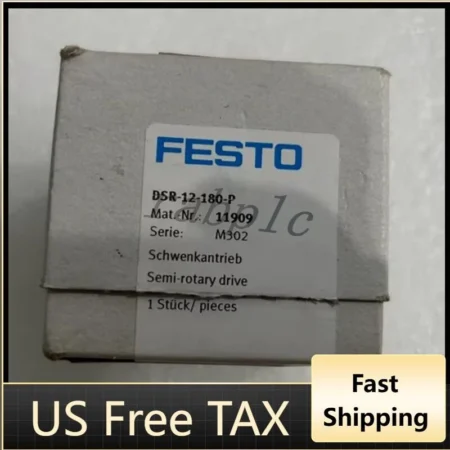 FESTO
DSR-12-180-P
Mat.-Nr.: 11909
Serie: M302
Schwenkantrieb
Semi-rotary drive
1 Stück/ pieces
US Free TAX
Fast
Shipping